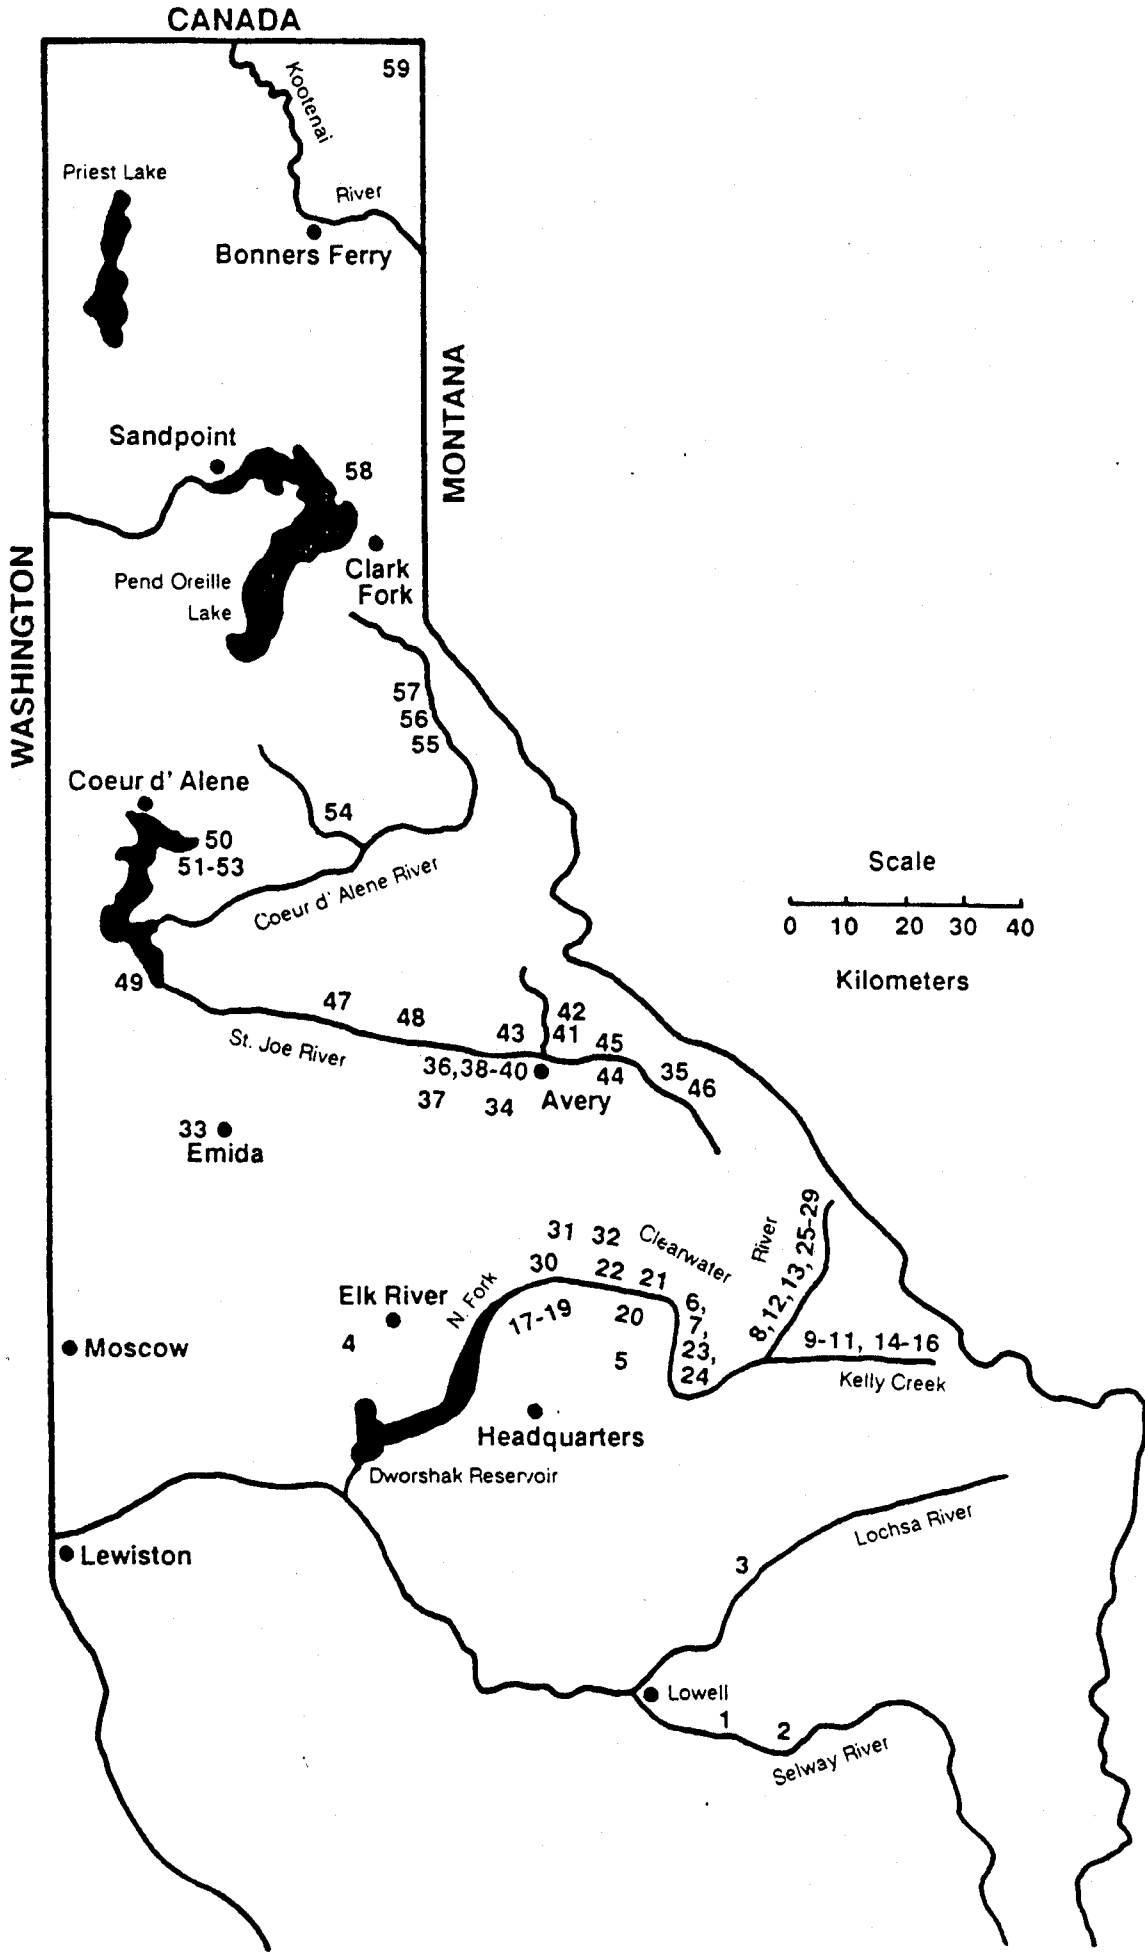 CANADA
59
Kootenai
Priest Lake
River
Bonners Ferry
MONTANA
Sandpoint
58
WASHINGTON
Clark
Fork
Pend Oreille
Lake
57
56
55
Coeur d' Alene
54
50
51-53
Scale
Coeur d' Alene River
0 10 20 30 40
Kilometers
49
47
48
42
43
41
45
St. Joe River
36,38-40
44
35
46
37
34
Avery
33
Emida
31
32
Clearwater
River
8, 12, 13, 25-29
30
22
21
Elk River
N. Fork
17-19
20
6,
7,
23,
24
4
5
Moscow
9-11, 14-16
Kelly Creek
Headquarters
Dworshak Reservoir
Lochsa River
Lewiston
3
Lowell
1
2
Selway River